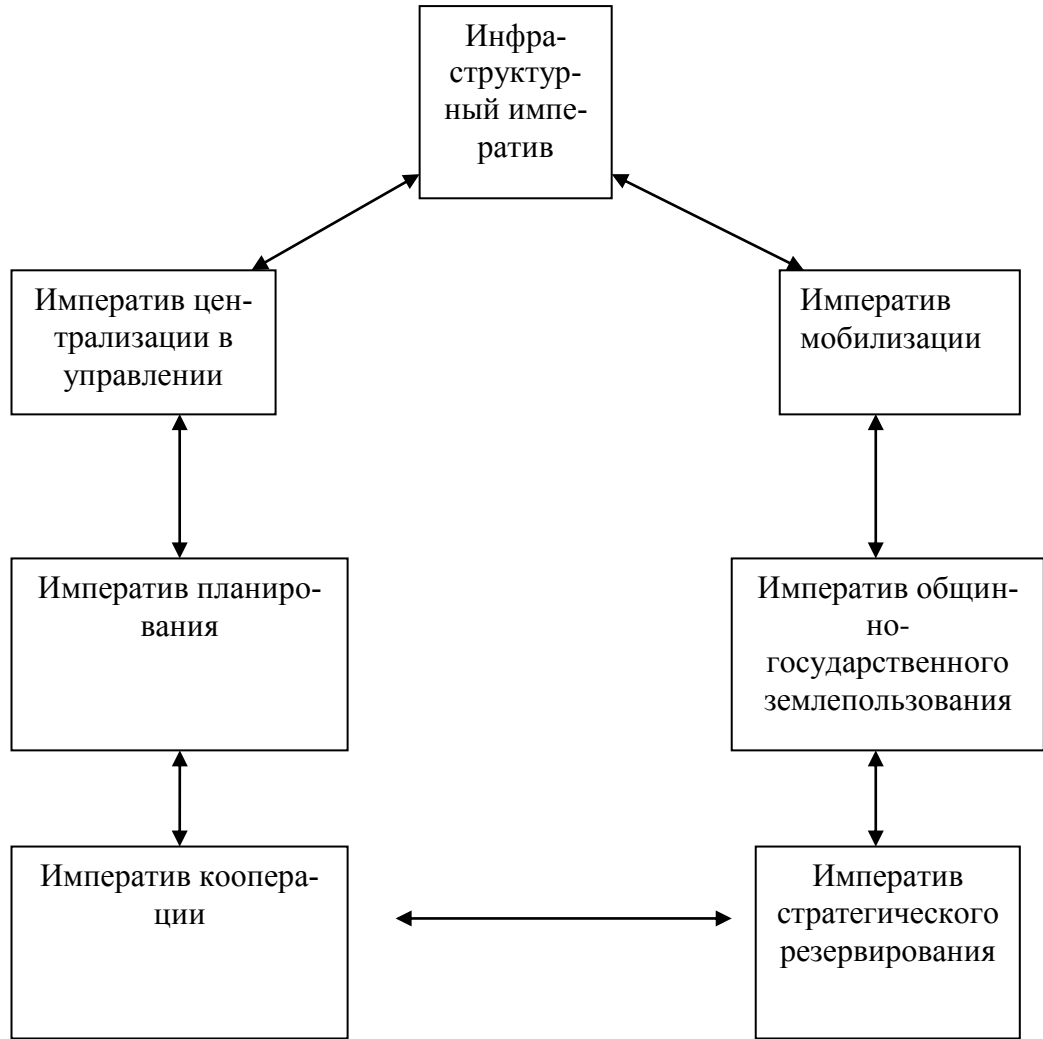 Инфра-
структур-
ный импе-
ратив
Императив цен-
трализации в
управлении
Императив
мобилизации
Императив планиро-
вания
Императив общин-
но-
государственного
землепользования
Императив коопера-
ции
Императив
стратегического
резервирования